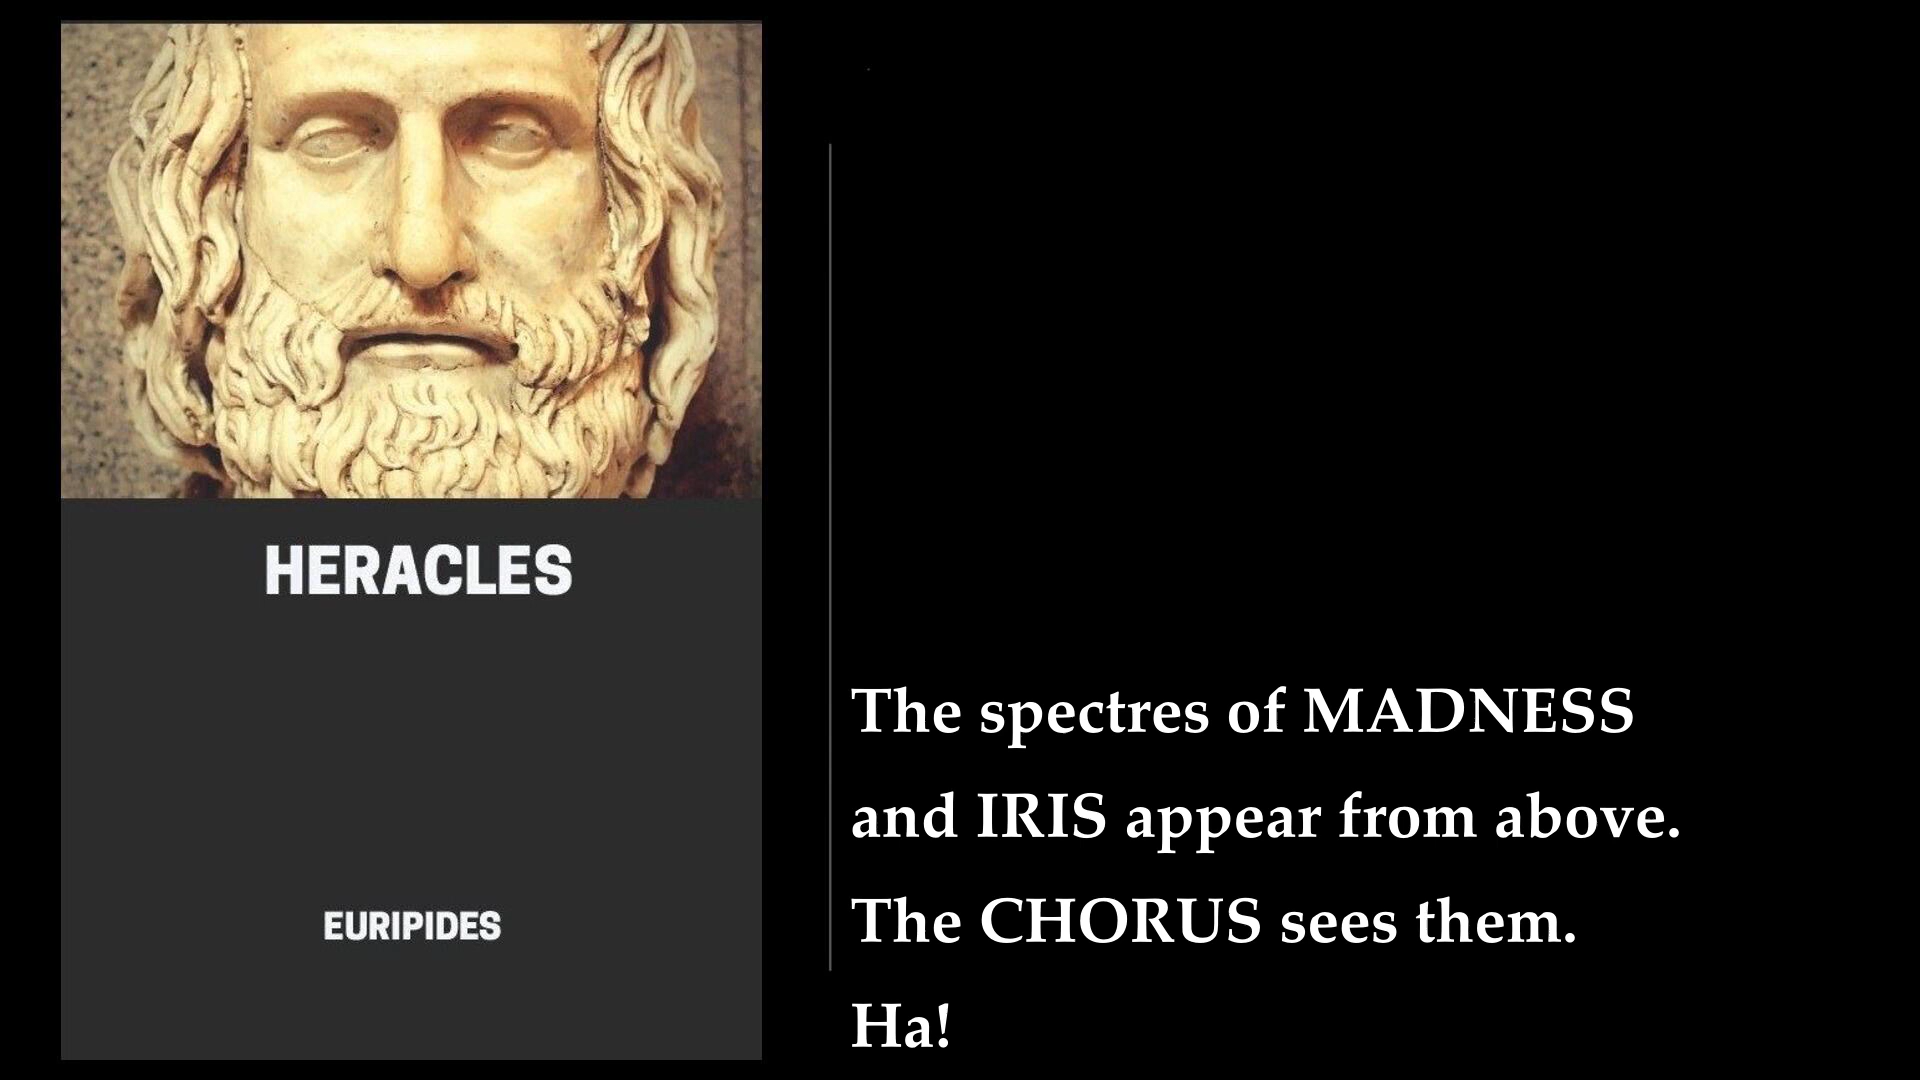 HERACLES
EURIPIDES
The spectres of MADNESS
and IRIS appear from above.
The CHORUS sees them.
Ha!